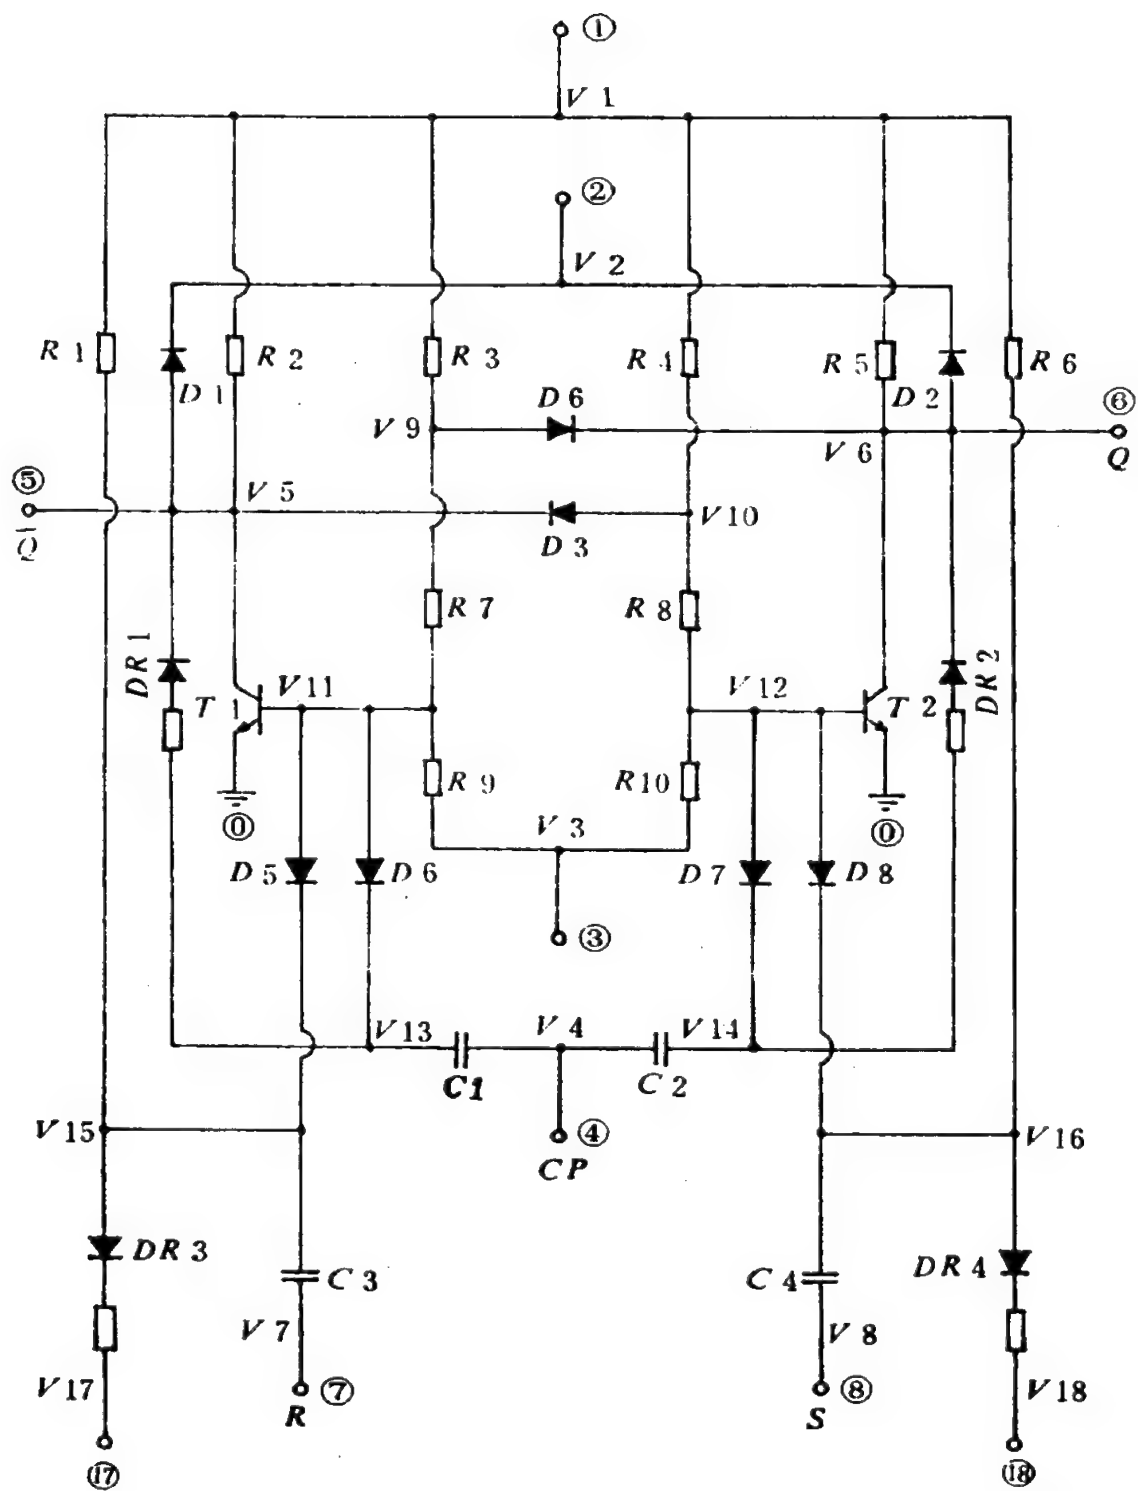 ①
V 1
②
V 2
R 1
D 1
R 2
R 3
R 4
R 5
D 2
R 6
D 6
V 9
V 6
⑥
Q
⑤
V 5
Q̅
D 3
V 10
R 7
R 8
DR 1
T 1
V 11
V 12
T 2
DR 2
R 9
R 10
V 3
⓪
⓪
D 5
D 6
D 7
D 8
③
V 13
V 4
V 14
C1
C 2
④
CP
V 15
V 16
DR 3
C 3
C 4
DR 4
V 7
V 8
V 17
⑦
R
⑧
S
V 18
⑰
⑱